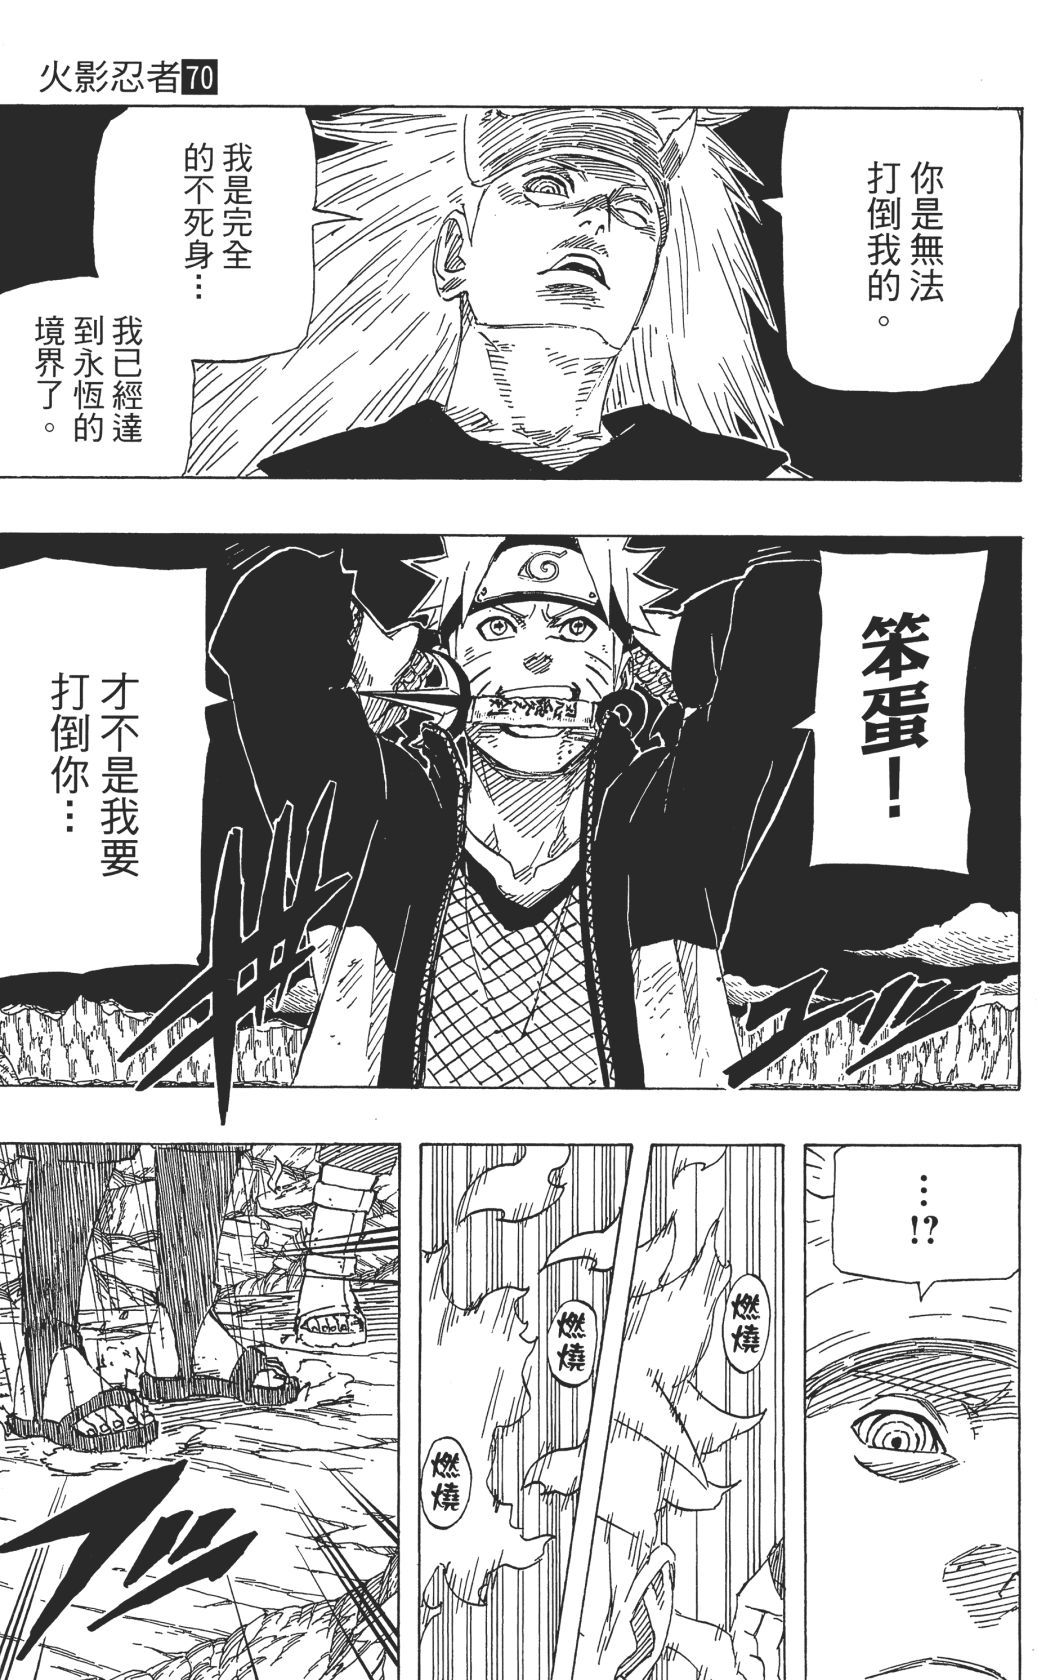 火影忍者70
你是無法
打倒我的。
我是完全
的不死身…
我已經達
到永恆的
境界了。
笨蛋！
才不是我要
打倒你…
…!?
燃燒
燃燒
燃燒